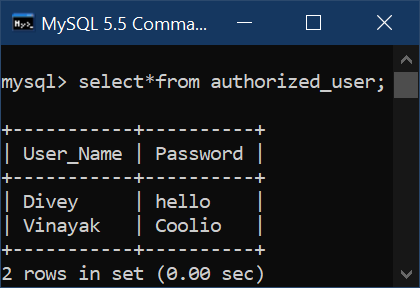 MySQL 5.5 Comma...
mysql> select*from authorized_user;
+-----------+----------+
| User_Name | Password |
+-----------+----------+
| Divey     | hello    |
| Vinayak   | Coolio   |
+-----------+----------+
2 rows in set (0.00 sec)